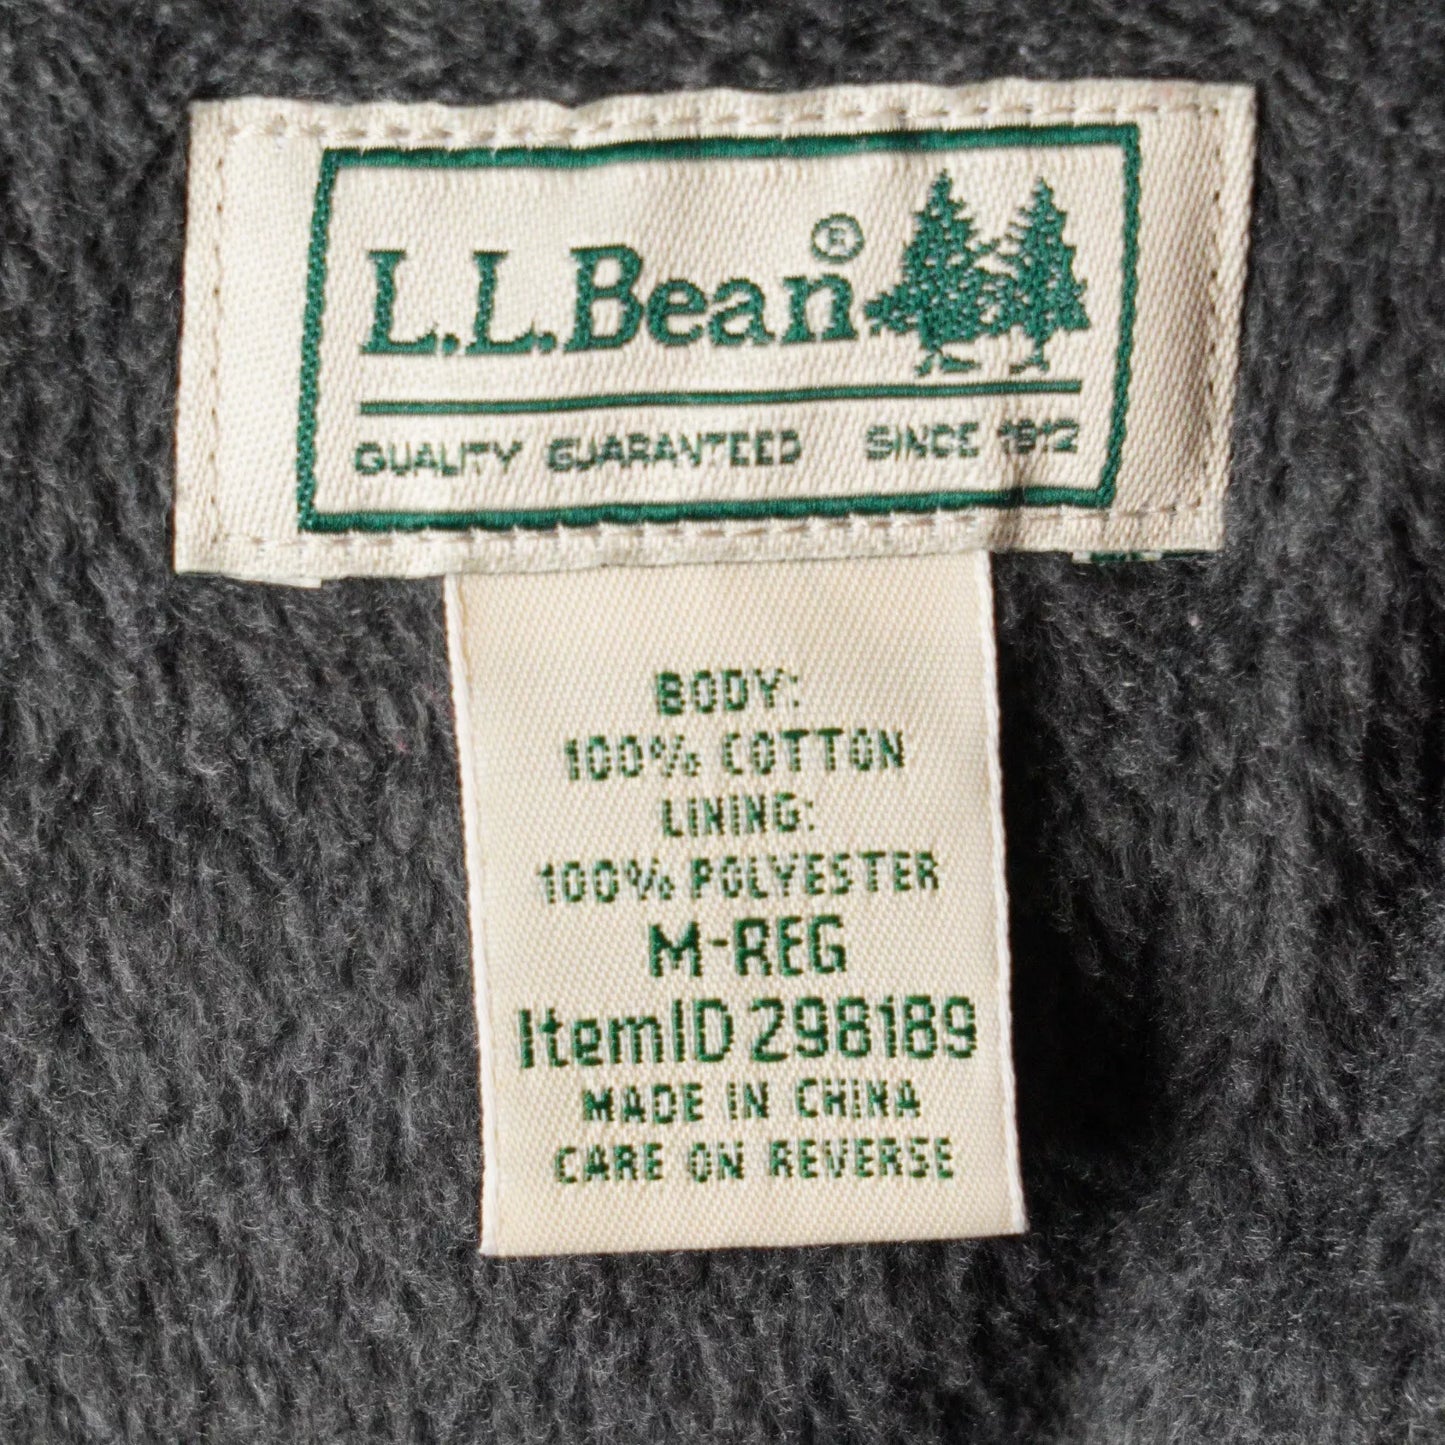 L.L.Bean®
QUALITY GUARANTEED SINCE 1912
BODY:
100% COTTON
LINING:
100% POLYESTER
M-REG
ItemID 298189
MADE IN CHINA
CARE ON REVERSE